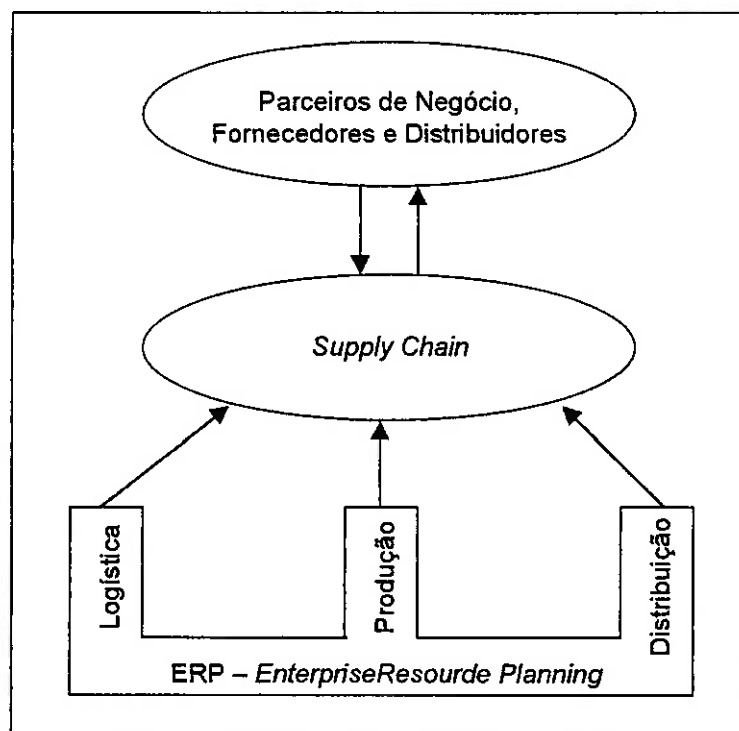 Parceiros de Negócio,
Fornecedores e Distribuidores
Supply Chain
Logística
Produção
Distribuição
ERP – EnterpriseResourde Planning